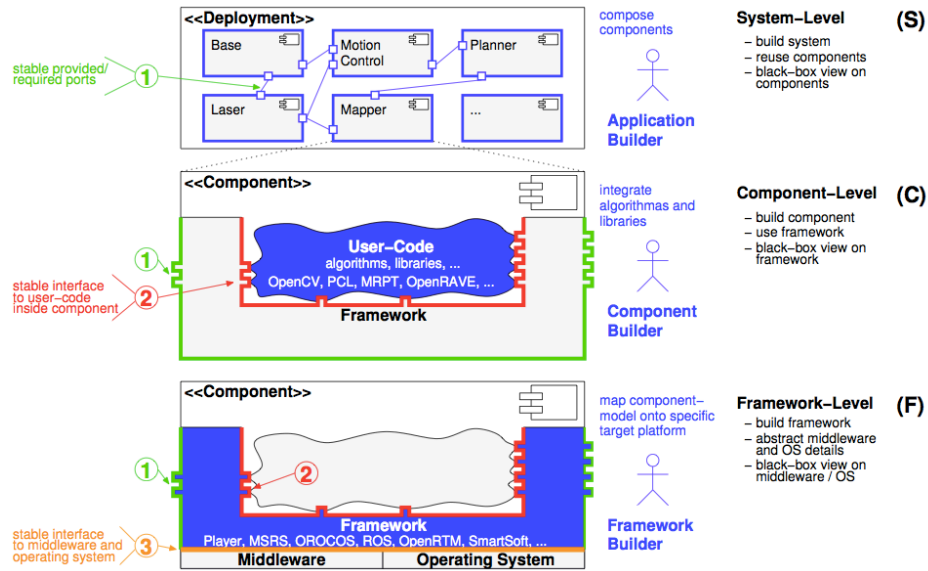 <<Deployment>>
Base
Motion
Control
Planner
Laser
Mapper
...
stable provided/
required ports
1
compose
components
Application
Builder
System-Level
(S)
- build system
- reuse components
- black-box view on
components
<<Component>>
User-Code
algorithms, libraries, ...
OpenCV, PCL, MRPT, OpenRAVE, ...
Framework
1
stable interface
to user-code
inside component
2
integrate
algorithmas and
libraries
Component
Builder
Component-Level
(C)
- build component
- use framework
- black-box view on
framework
<<Component>>
1
2
Framework
Player, MSRS, OROCOS, ROS, OpenRTM, SmartSoft, ...
Middleware
Operating System
stable interface
to middleware and
operating system
3
map component-
model onto specific
target platform
Framework
Builder
Framework-Level
(F)
- build framework
- abstract middleware
and OS details
- black-box view on
middleware / OS